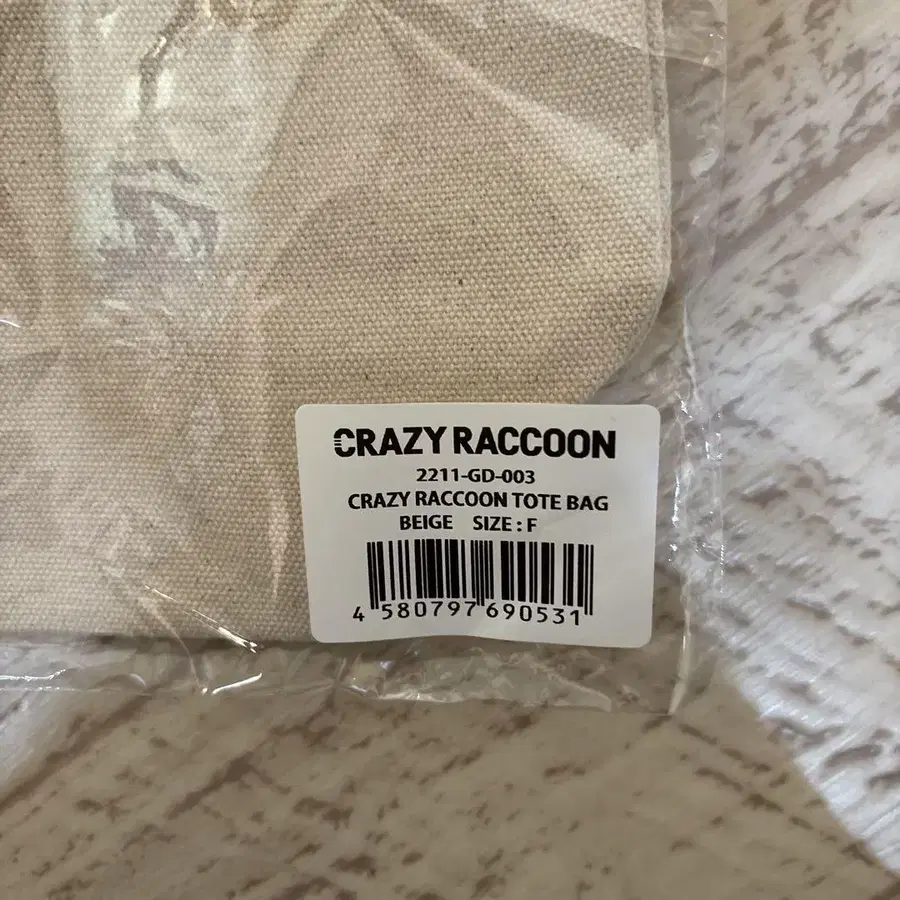 CRAZY RACCOON
2211-GD-003
CRAZY RACCOON TOTE BAG
BEIGE SIZE : F
4 580797 690531